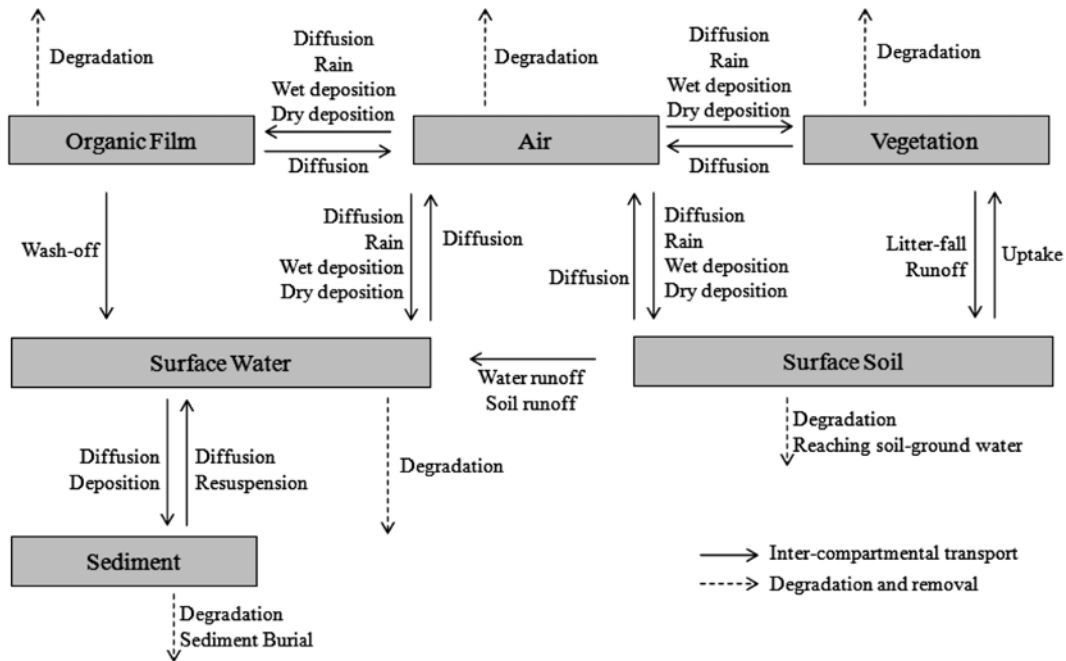 Degradation
Diffusion
Rain
Wet deposition
Dry deposition
Degradation
Diffusion
Rain
Wet deposition
Dry deposition
Degradation
Organic Film
Air
Vegetation
Diffusion
Diffusion
Wash-off
Diffusion
Rain
Wet deposition
Dry deposition
Diffusion
Diffusion
Diffusion
Rain
Wet deposition
Dry deposition
Litter-fall
Runoff
Uptake
Surface Water
Surface Soil
Water runoff
Soil runoff
Degradation
Reaching soil-ground water
Diffusion
Deposition
Diffusion
Resuspension
Degradation
Sediment
Inter-compartmental transport
Degradation and removal
Degradation
Sediment Burial